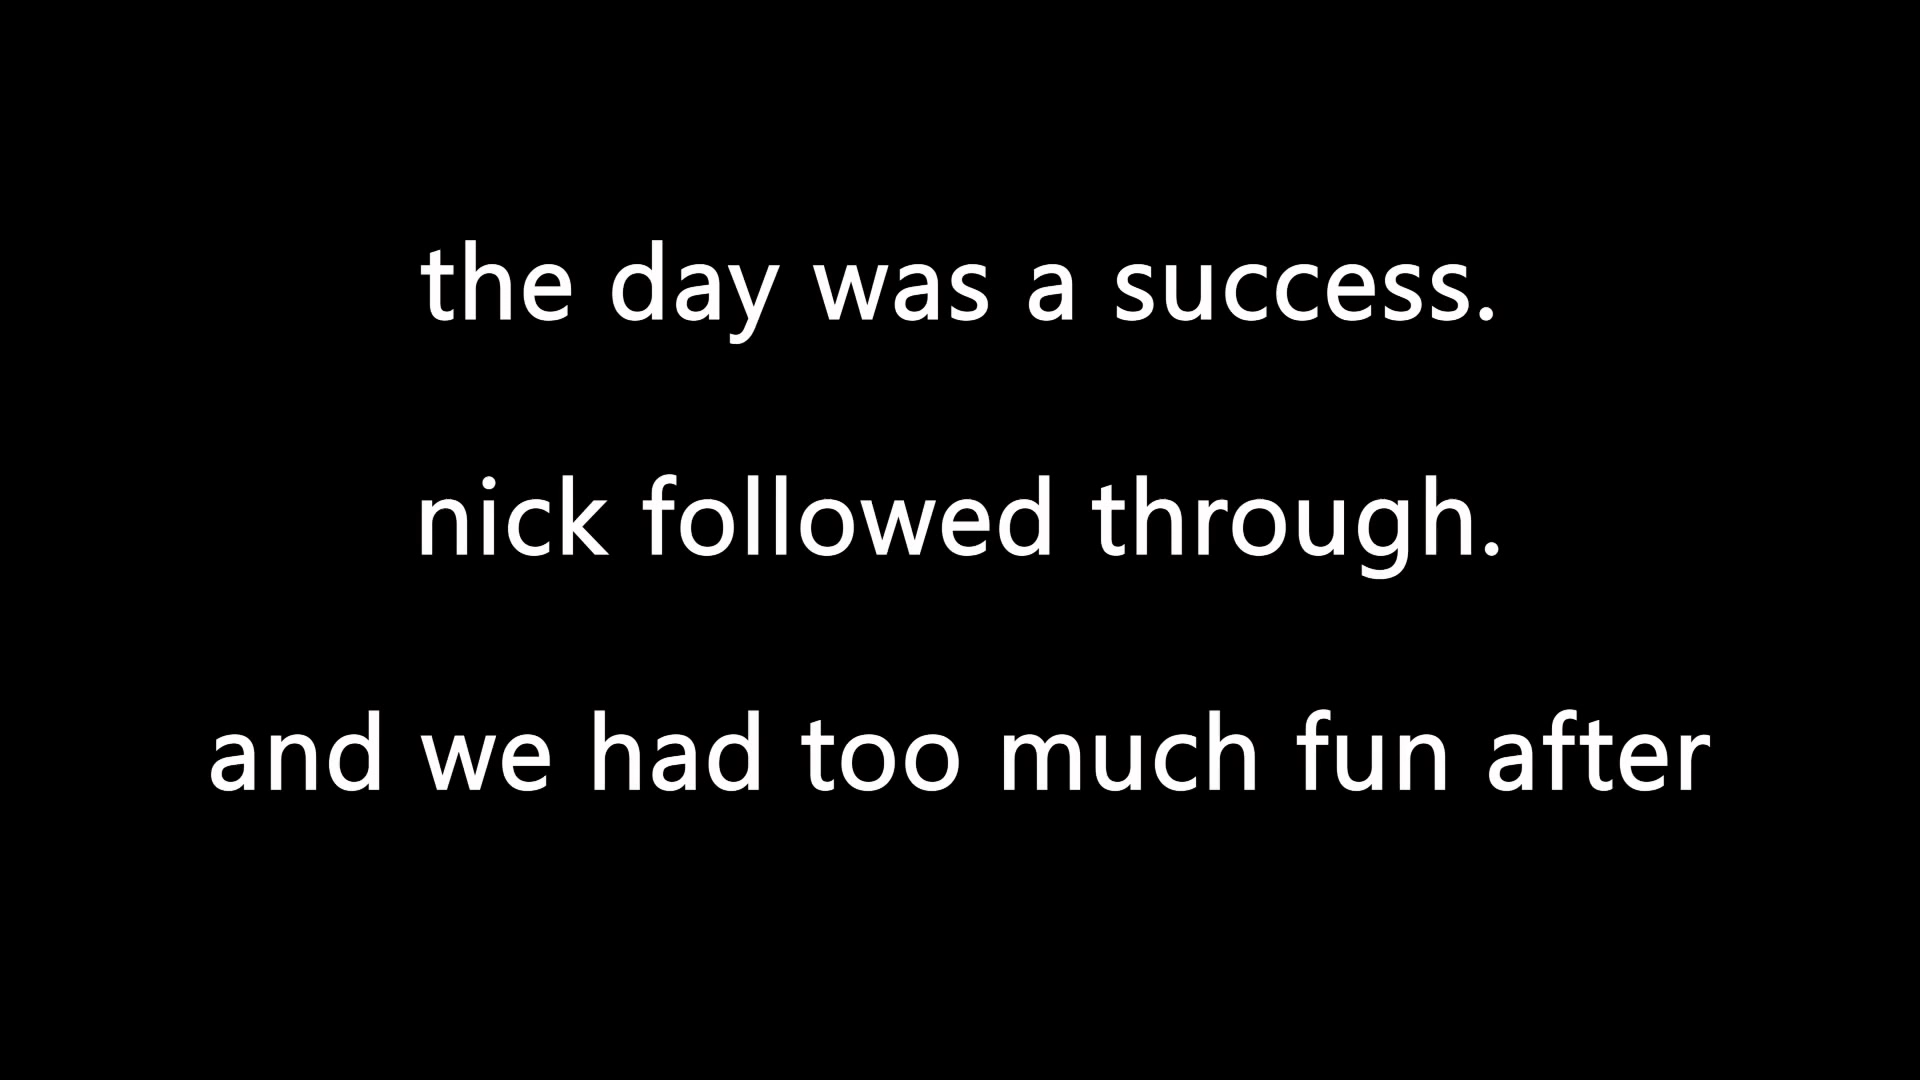 the day was a success.
nick followed through.
and we had too much fun after